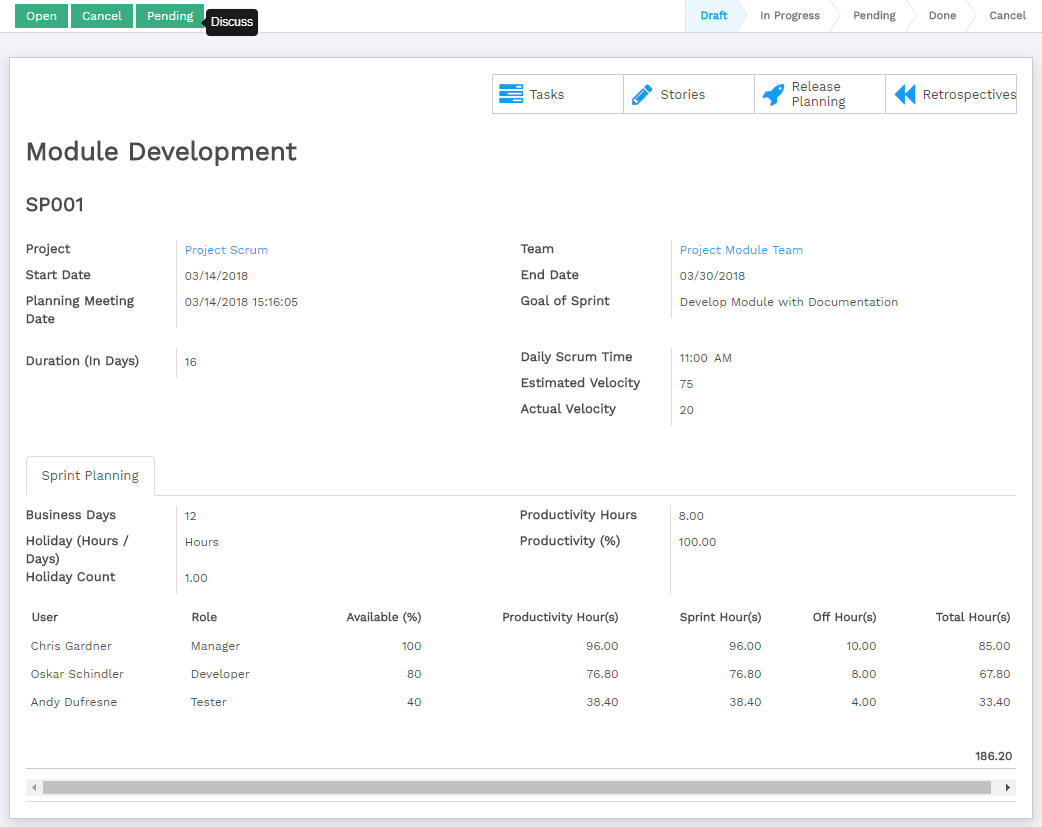 Open Cancel Pending Discuss Draft In Progress Pending Done Cancel
Tasks Stories Release Planning Retrospectives
Module Development
SP001
Project Project Scrum Team Project Module Team
Start Date 03/14/2018 End Date 03/30/2018
Planning Meeting Date 03/14/2018 15:16:05 Goal of Sprint Develop Module with Documentation
Duration (In Days) 16 Daily Scrum Time 11:00 AM
Estimated Velocity 75
Actual Velocity 20
Sprint Planning
Business Days 12 Productivity Hours 8.00
Holiday (Hours / Days) Hours Productivity (%) 100.00
Holiday Count 1.00
User Role Available (%) Productivity Hour(s) Sprint Hour(s) Off Hour(s) Total Hour(s)
Chris Gardner Manager 100 96.00 96.00 10.00 85.00
Oskar Schindler Developer 80 76.80 76.80 8.00 67.80
Andy Dufresne Tester 40 38.40 38.40 4.00 33.40
186.20